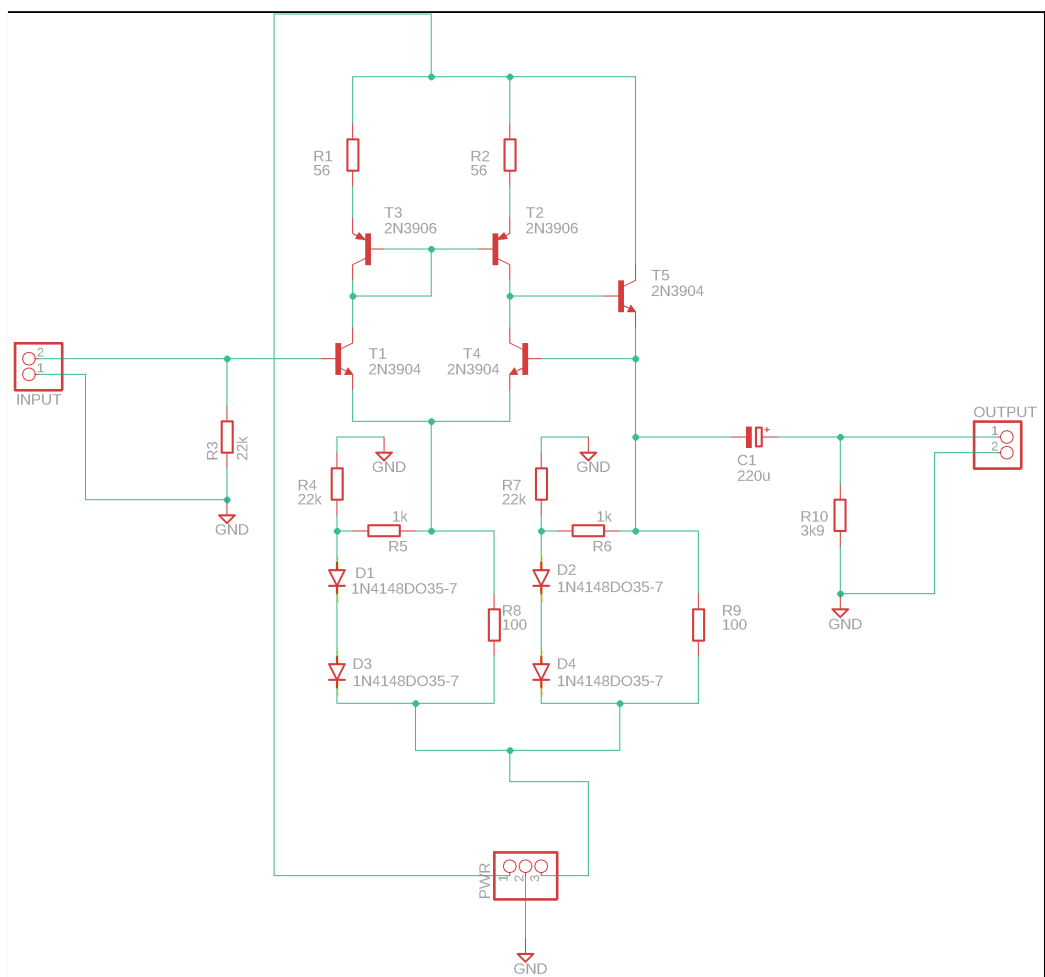 R1
56
R2
56
T3
2N3906
T2
2N3906
T5
2N3904
2
1
INPUT
T1
2N3904
T4
2N3904
R3
22k
GND
R4
22k
GND
1k
R5
R7
22k
GND
1k
R6
C1
+
220u
OUTPUT
1
2
R10
3k9
GND
D1
1N4148DO35-7
D2
1N4148DO35-7
R8
100
R9
100
D3
1N4148DO35-7
D4
1N4148DO35-7
PWR
1
2
3
GND